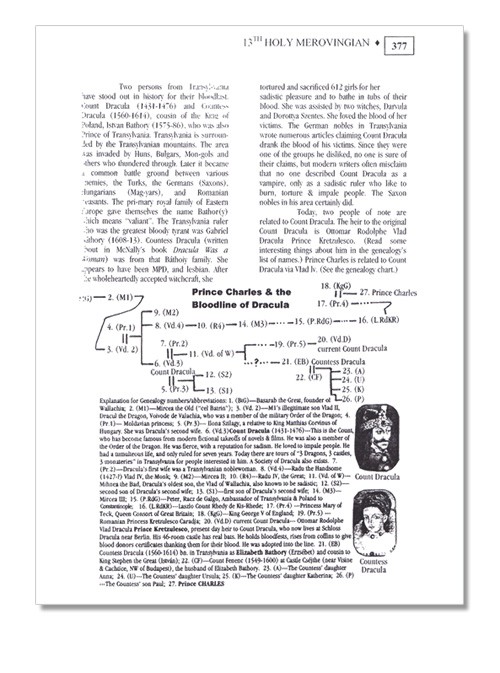 13TH HOLY MEROVINGIAN ♦ 377
Two persons from Transylvania
have stood out in history for their bloodlust.
Count Dracula (1431-1476) and Countess
Dracula (1560-1614), cousin of the King of
Poland, Istvan Bathory (1575-86), who was also
Prince of Transylvania. Transylvania is surroun-
ded by the Transylvanian mountains. The area
was invaded by Huns, Bulgars, Mon-gols and
others who thundered through. Later it became
a common battle ground between various
enemies, the Turks, the Germans (Saxons),
Hungarians (Mag-yars), and Romanian
peasants. The pri-mary royal family of Eastern
Europe gave themselves the name Bathor(y)
which means "valiant". The Transylvania ruler
who was the greatest bloody tyrant was Gabriel
Bathory (1608-13). Countess Dracula (written
about in McNally's book Dracula Was a
Woman) was from that Báthory family. She
appears to have been MPD, and lesbian. After
she wholeheartedly accepted witchcraft, she
tortured and sacrificed 612 girls for her
sadistic pleasure and to bathe in tubs of their
blood. She was assisted by two witches, Darvula
and Dorottya Szentes. She loved the blood of her
victims. The German nobles in Transylvania
wrote numerous articles claiming Count Dracula
drank the blood of his victims. Since they were
one of the groups he disliked, no one is sure of
their claims, but modern writers often misclaim
that no one described Count Dracula as a
vampire, only as a sadistic ruler who like to
burn, torture & impale people. The Saxon
nobles in his area certainly did.
Today, two people of note are
related to Count Dracula. The heir to the original
Count Dracula is Ottomar Rodolphe Vlad
Dracula Prince Kretzulesco. (Read some
interesting things about him in the genealogy's
list of names.) Prince Charles is related to Count
Dracula via Vlad Iv. (See the genealogy chart.)
Prince Charles & the
Bloodline of Dracula
2. (M1)
4. (Pr.1)
3. (Vd. 2)
9. (M2)
8. (Vd.4) 10. (R4) 14. (M3) 15. (P.RdG) 16. (LRdKR)
18. (KgG)
27. Prince Charles
17. (Pr.4)
7. (Pr.2)
11. (Vd. of W) 19. (Pr.5) 20. (Vd.D)
current Count Dracula
6. (Vd.3)
Count Dracula
12. (S2)
5. (Pr.3) 13. (S1)
...?... 21. (EB) Countess Dracula
22. (CF)
23. (A)
24. (U)
25. (K)
26. (P)
Explanation for Genealogy numbers/abbreviations: 1. (BtG)—Basarab the Great, founder of
Wallachia; 2. (M1)—Mircea the Old ("cel Batrin"); 3. (Vd. 2)—M1's illegitimate son Vlad II,
Dracul the Dragon, Voivode of Valachia, who was a member of the military Order of the Dragon; 4.
(Pr.1)— Moldavian princess; 5. (Pr.3)— Ilona Szilagy, a relative to King Matthias Corvinus of
Hungary. She was Dracula's second wife. 6. (Vd.3)Count Dracula (1431-1476)—This is the Count,
who has become famous from modern fictional takeoffs of novels & films. He was also a member of
the Order of the Dragon. He was fierce, with a reputation for sadism. He loved to impale people. He
had a tumultuous life, and only ruled for seven years. Today there are tours of "3 Dragons, 3 castles,
3 monasteries" in Transylvania for people interested in him. A Society of Dracula also exists. 7.
(Pr.2)—Dracula's first wife was a Transylvanian noblewoman. 8. (Vd.4)—Radu the Handsome
(1427-?) Vlad IV, the Monk; 9. (M2)—Mircea II; 10. (R4)—Radu IV, the Great; 11. (Vd. of W)—
Mihnea the Bad, Dracula's oldest son, the Vlad of Wallachia, also known to be sadistic; 12. (S2)—
second son of Dracula's second wife; 13. (S1)—first son of Dracula's second wife; 14. (M3)—
Mircea III; 15. (P.RdG)—Peter, Racz de Galgo, Ambassador of Transylvania & Poland to
Constantinople. 16. (LRdKR)—Laszlo Count Rhedy de Kis-Rhede; 17. (Pr.4) —Princess Mary of
Teck, Queen Consort of Great Britain; 18. (KgG)—King George V of England; 19. (Pr.5) —
Romanian Princess Kretzulesco Caradja; 20. (Vd.D) current Count Dracula— Ottomar Rodolphe
Vlad Dracula Prince Kretzulesco, present day heir to Count Dracula, who now lives at Schloss
Dracula near Berlin. His 46-room castle has real bats. He holds bloodfests, rises from coffins to give
blood donors certificates thanking them for their blood. He was adopted into the line. 21. (EB)
Countess Dracula (1560-1614) bn. in Transylvania as Elizabeth Bathory (Erzsébet) and cousin to
King Stephen the Great (István); 22. (CF)—Count Ferencz (1549-1600) at Castle Csejthe (near Visine
& Cachtice, NW of Budapest), the husband of Elizabeth Bathory. 23. (A)—The Countess' daughter
Anna; 24. (U)—The Countess' daughter Ursula; 25. (K)—The Countess' daughter Katherina; 26. (P)
—The Countess' son Paul; 27. Prince CHARLES
Count Dracula
Countess
Dracula